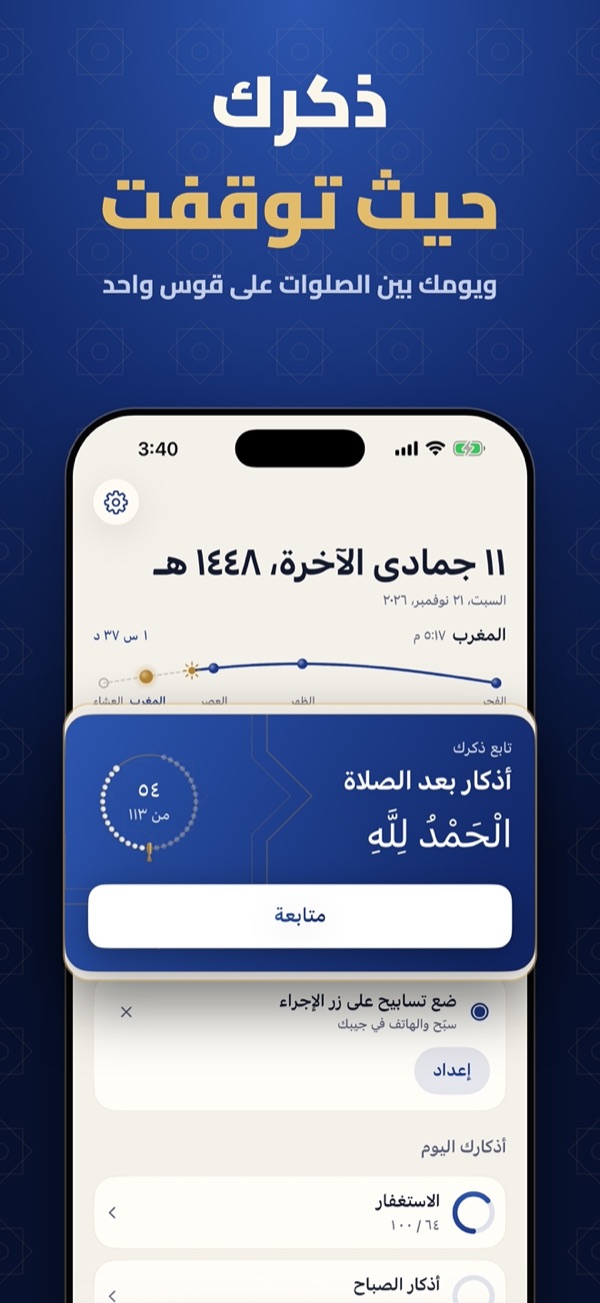 ذكرك
حيث توقفت
ويومك بين الصلوات على قوس واحد
3:40
١١ جمادى الآخرة، ١٤٤٨ هـ
السبت، ٢١ نوفمبر، ٢٠٢٦
المغرب ٥:١٧ م
١ س ٣٧ د
الفجر الظهر العصر المغرب العشاء
تابع ذكرك
أذكار بعد الصلاة
الْحَمْدُ لِلَّهِ
٥٤
من ١١٣
متابعة
ضع تسابيح على زر الإجراء
سبّح والهاتف في جيبك
إعداد
أذكارك اليوم
الاستغفار
٦٤ / ١٠٠
أذكار الصباح